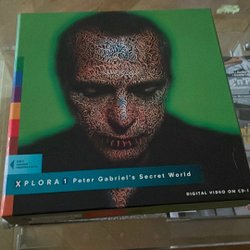 XPLORA 1 Peter Gabriel's Secret World
DIGITAL VIDEO ON CD-i